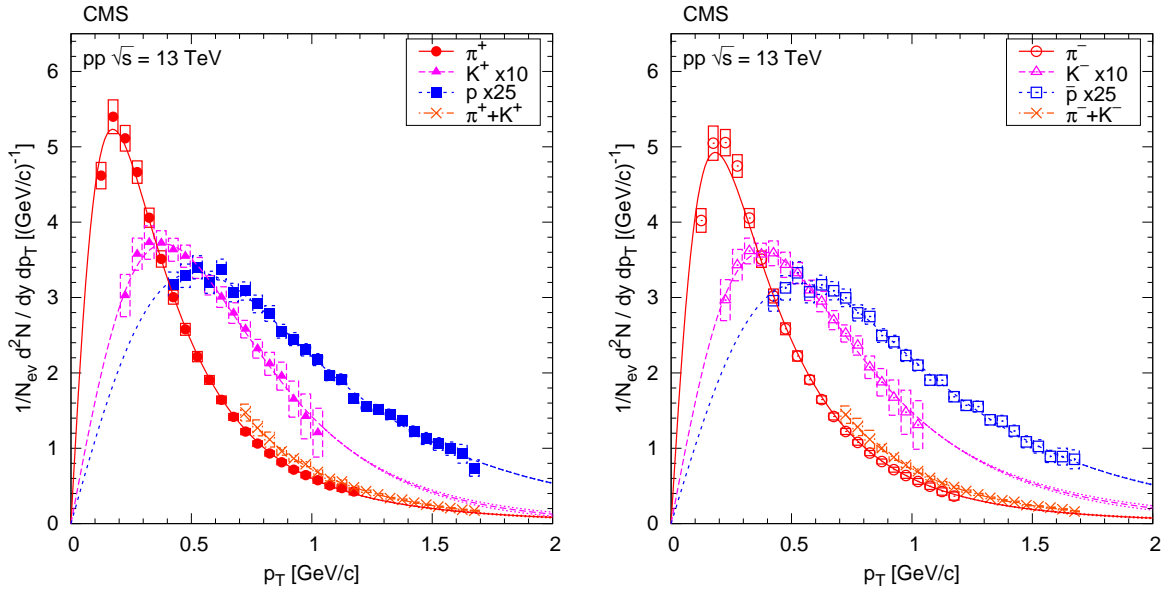 CMS
pp √s = 13 TeV
π⁺
K⁺ x10
p x25
π⁺+K⁺
1/N_ev d²N / dy dp_T [(GeV/c)⁻¹]
6
5
4
3
2
1
0
0
0.5
1
1.5
2
p_T [GeV/c]
CMS
pp √s = 13 TeV
π⁻
K⁻ x10
p̄ x25
π⁻+K⁻
1/N_ev d²N / dy dp_T [(GeV/c)⁻¹]
6
5
4
3
2
1
0
0
0.5
1
1.5
2
p_T [GeV/c]